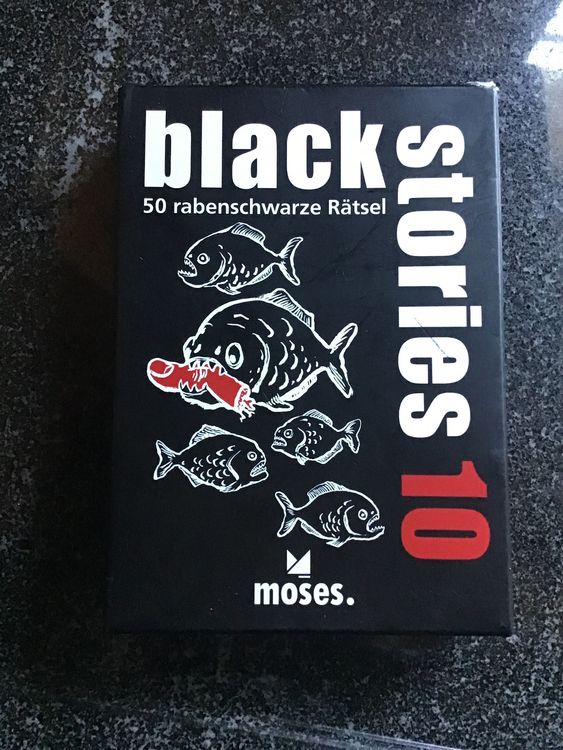 black
stories 10
50 rabenschwarze Rätsel
moses.